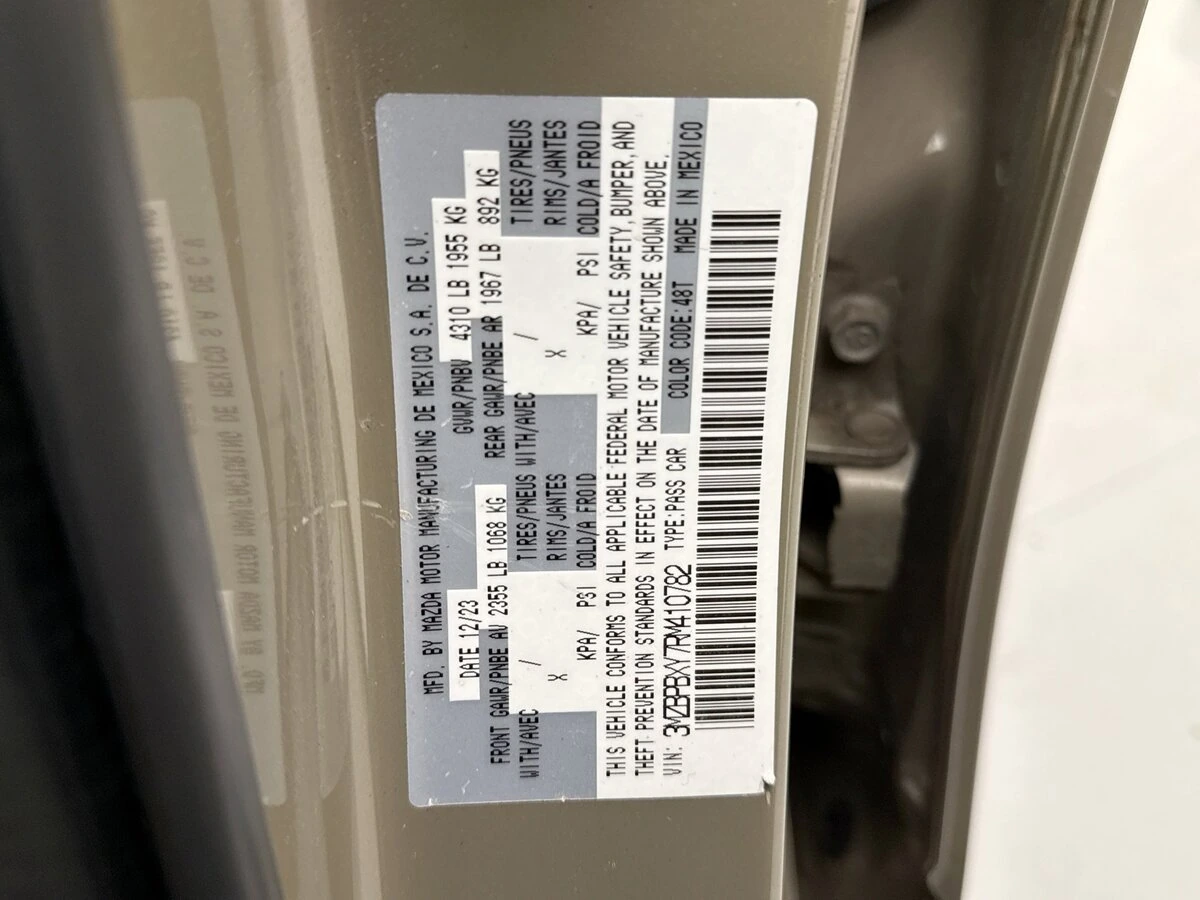 MFD. BY MAZDA MOTOR MANUFACTURING DE MEXICO S.A. DE C.V.
DATE 12/23 GVWR/PNBV 4310 LB 1955 KG
FRONT GAWR/PNBE AV 2355 LB 1068 KG REAR GAWR/PNBE AR 1967 LB 892 KG
WITH/AVEC / TIRES/PNEUS WITH/AVEC / TIRES/PNEUS
X RIMS/JANTES X RIMS/JANTES
KPA/ PSI COLD/A FROID KPA/ PSI COLD/A FROID
THIS VEHICLE CONFORMS TO ALL APPLICABLE FEDERAL MOTOR VEHICLE SAFETY, BUMPER, AND
THEFT PREVENTION STANDARDS IN EFFECT ON THE DATE OF MANUFACTURE SHOWN ABOVE.
VIN: 3MZBPBXY7RM410782 TYPE:PASS CAR COLOR CODE:48T MADE IN MEXICO